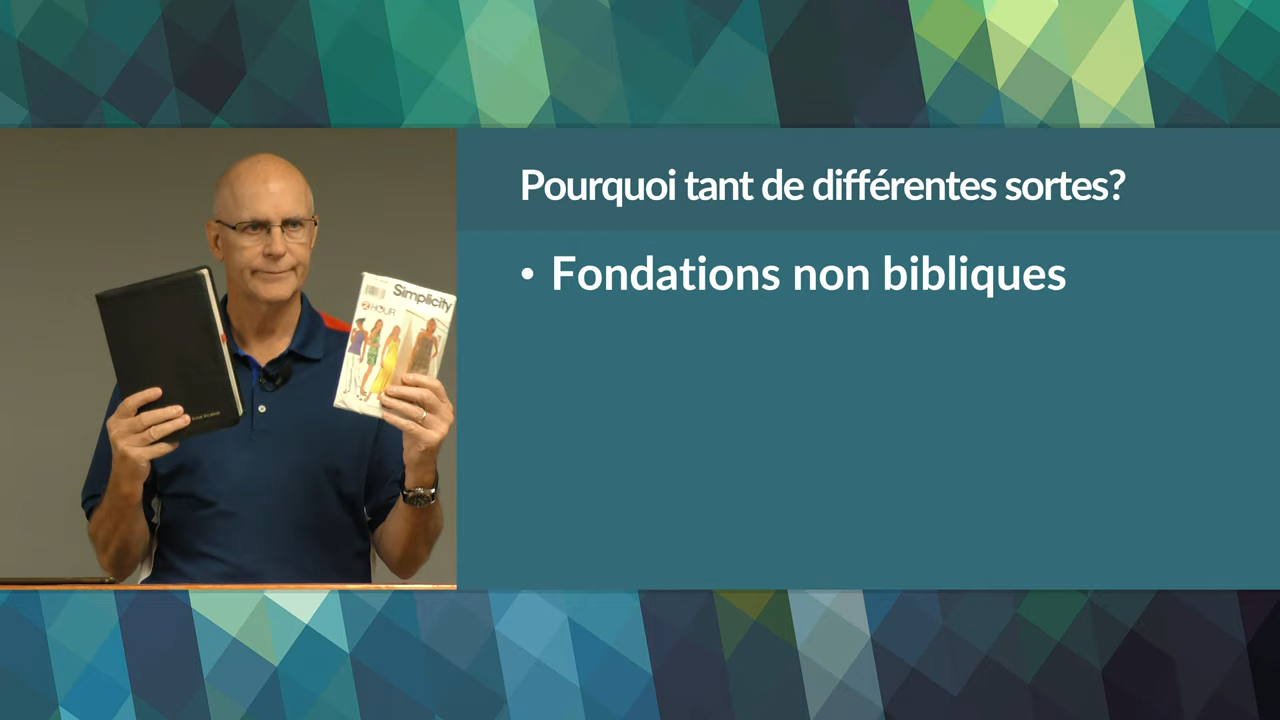 Pourquoi tant de différentes sortes?
• Fondations non bibliques
Simplicity
2 HOUR